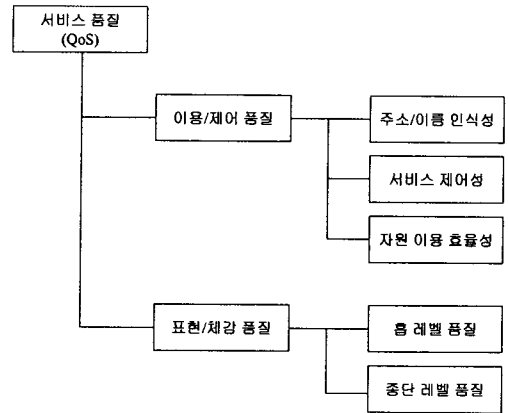 서비스 품질
(QoS)
이용/제어 품질
주소/이름 인식성
서비스 제어성
자원 이용 효율성
표현/체감 품질
홉 레벨 품질
종단 레벨 품질